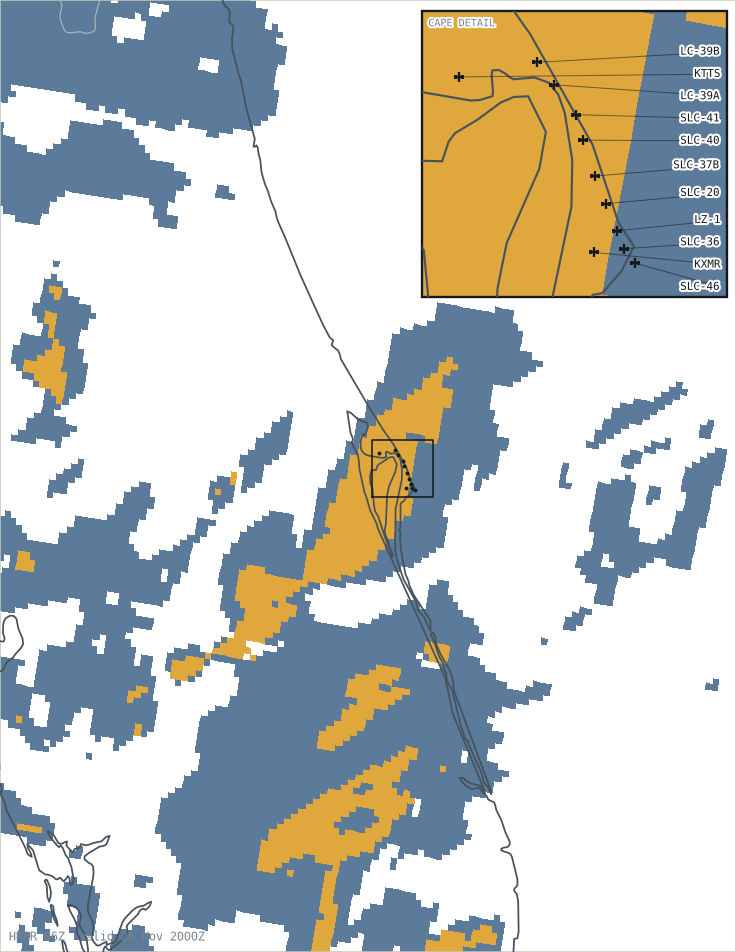 CAPE DETAIL
LC-39B
KTTS
LC-39A
SLC-41
SLC-40
SLC-37B
SLC-20
LZ-1
SLC-36
KXMR
SLC-46
Nov 2000Z